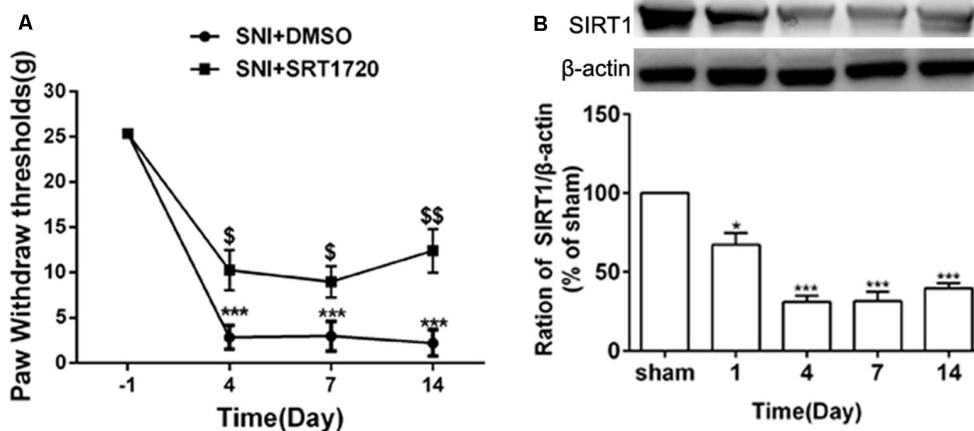 A
SNI+DMSO
SNI+SRT1720
Paw Withdraw thresholds(g)
30
25
20
15
10
5
0
$
$
$$
***
***
***
-1
4
7
14
Time(Day)
B
SIRT1
β-actin
Ration of SIRT1/β-actin
(% of sham)
150
100
50
0
*
***
***
***
sham
1
4
7
14
Time(Day)